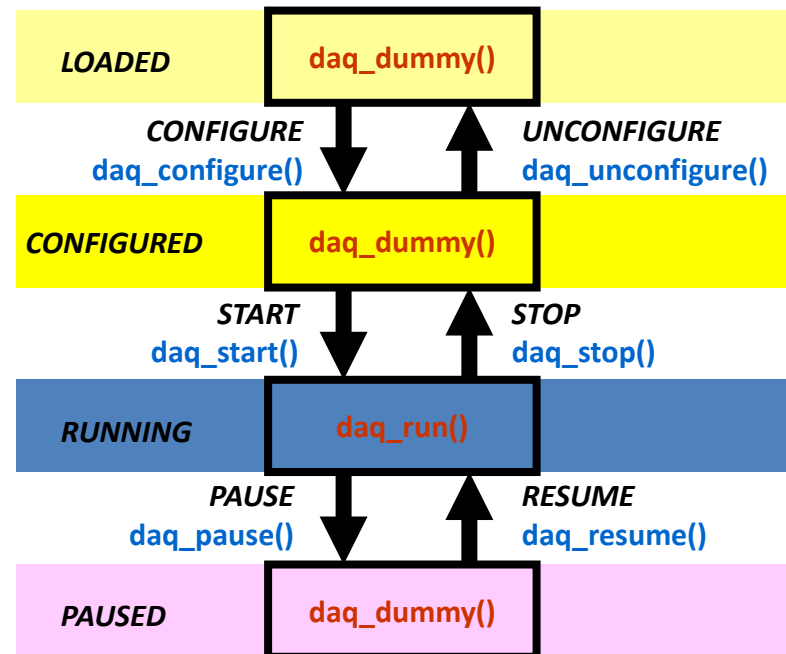 LOADED daq_dummy()
CONFIGURE UNCONFIGURE
daq_configure() daq_unconfigure()
CONFIGURED daq_dummy()
START STOP
daq_start() daq_stop()
RUNNING daq_run()
PAUSE RESUME
daq_pause() daq_resume()
PAUSED daq_dummy()